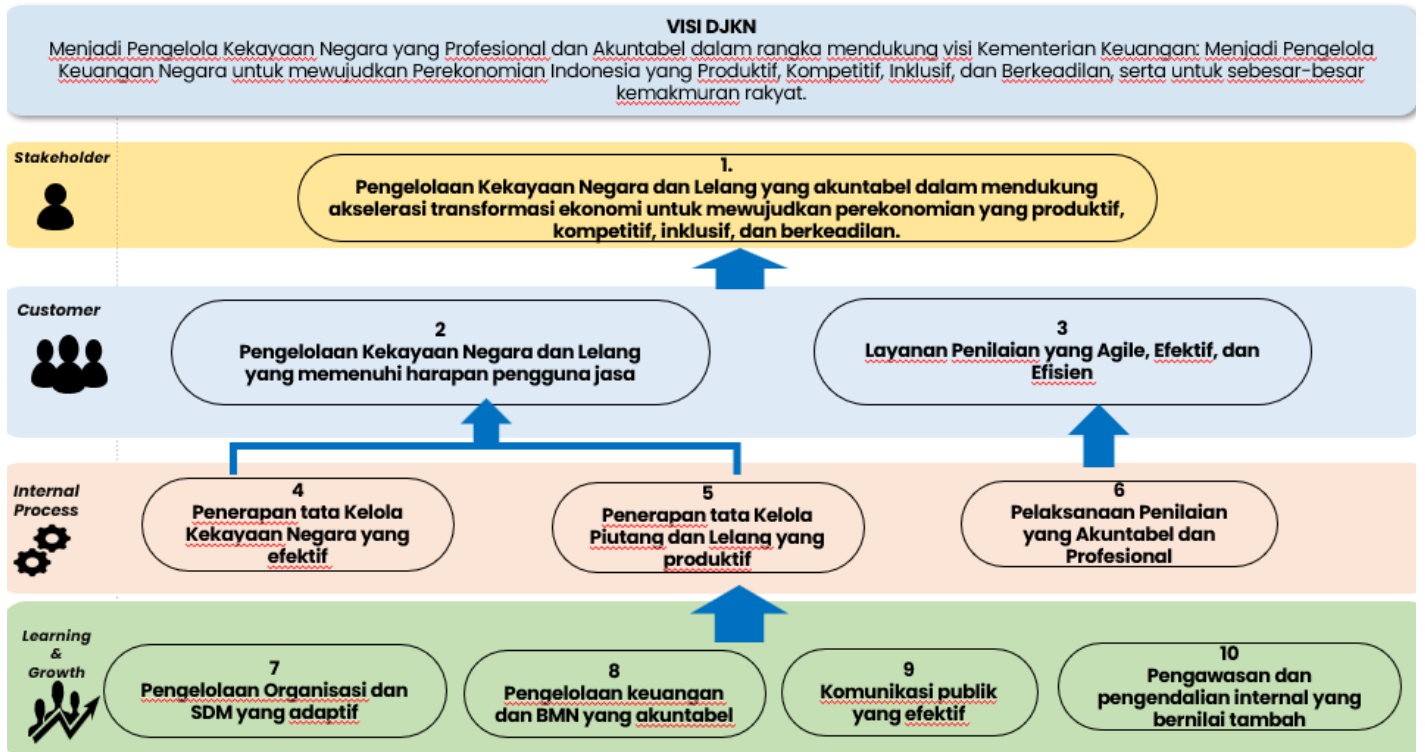 VISI DJKN
Menjadi Pengelola Kekayaan Negara yang Profesional dan Akuntabel dalam rangka mendukung visi Kementerian Keuangan: Menjadi Pengelola
Keuangan Negara untuk mewujudkan Perekonomian Indonesia yang Produktif, Kompetitif, Inklusif, dan Berkeadilan, serta untuk sebesar-besar
kemakmuran rakyat.
Stakeholder
1.
Pengelolaan Kekayaan Negara dan Lelang yang akuntabel dalam mendukung
akselerasi transformasi ekonomi untuk mewujudkan perekonomian yang produktif,
kompetitif, inklusif, dan berkeadilan.
Customer
2
Pengelolaan Kekayaan Negara dan Lelang
yang memenuhi harapan pengguna jasa
3
Layanan Penilaian yang Agile, Efektif, dan
Efisien
Internal
Process
4
Penerapan tata Kelola
Kekayaan Negara yang
efektif
5
Penerapan tata Kelola
Piutang dan Lelang yang
produktif
6
Pelaksanaan Penilaian
yang Akuntabel dan
Profesional
Learning
&
Growth
7
Pengelolaan Organisasi dan
SDM yang adaptif
8
Pengelolaan keuangan
dan BMN yang akuntabel
9
Komunikasi publik
yang efektif
10
Pengawasan dan
pengendalian internal yang
bernilai tambah